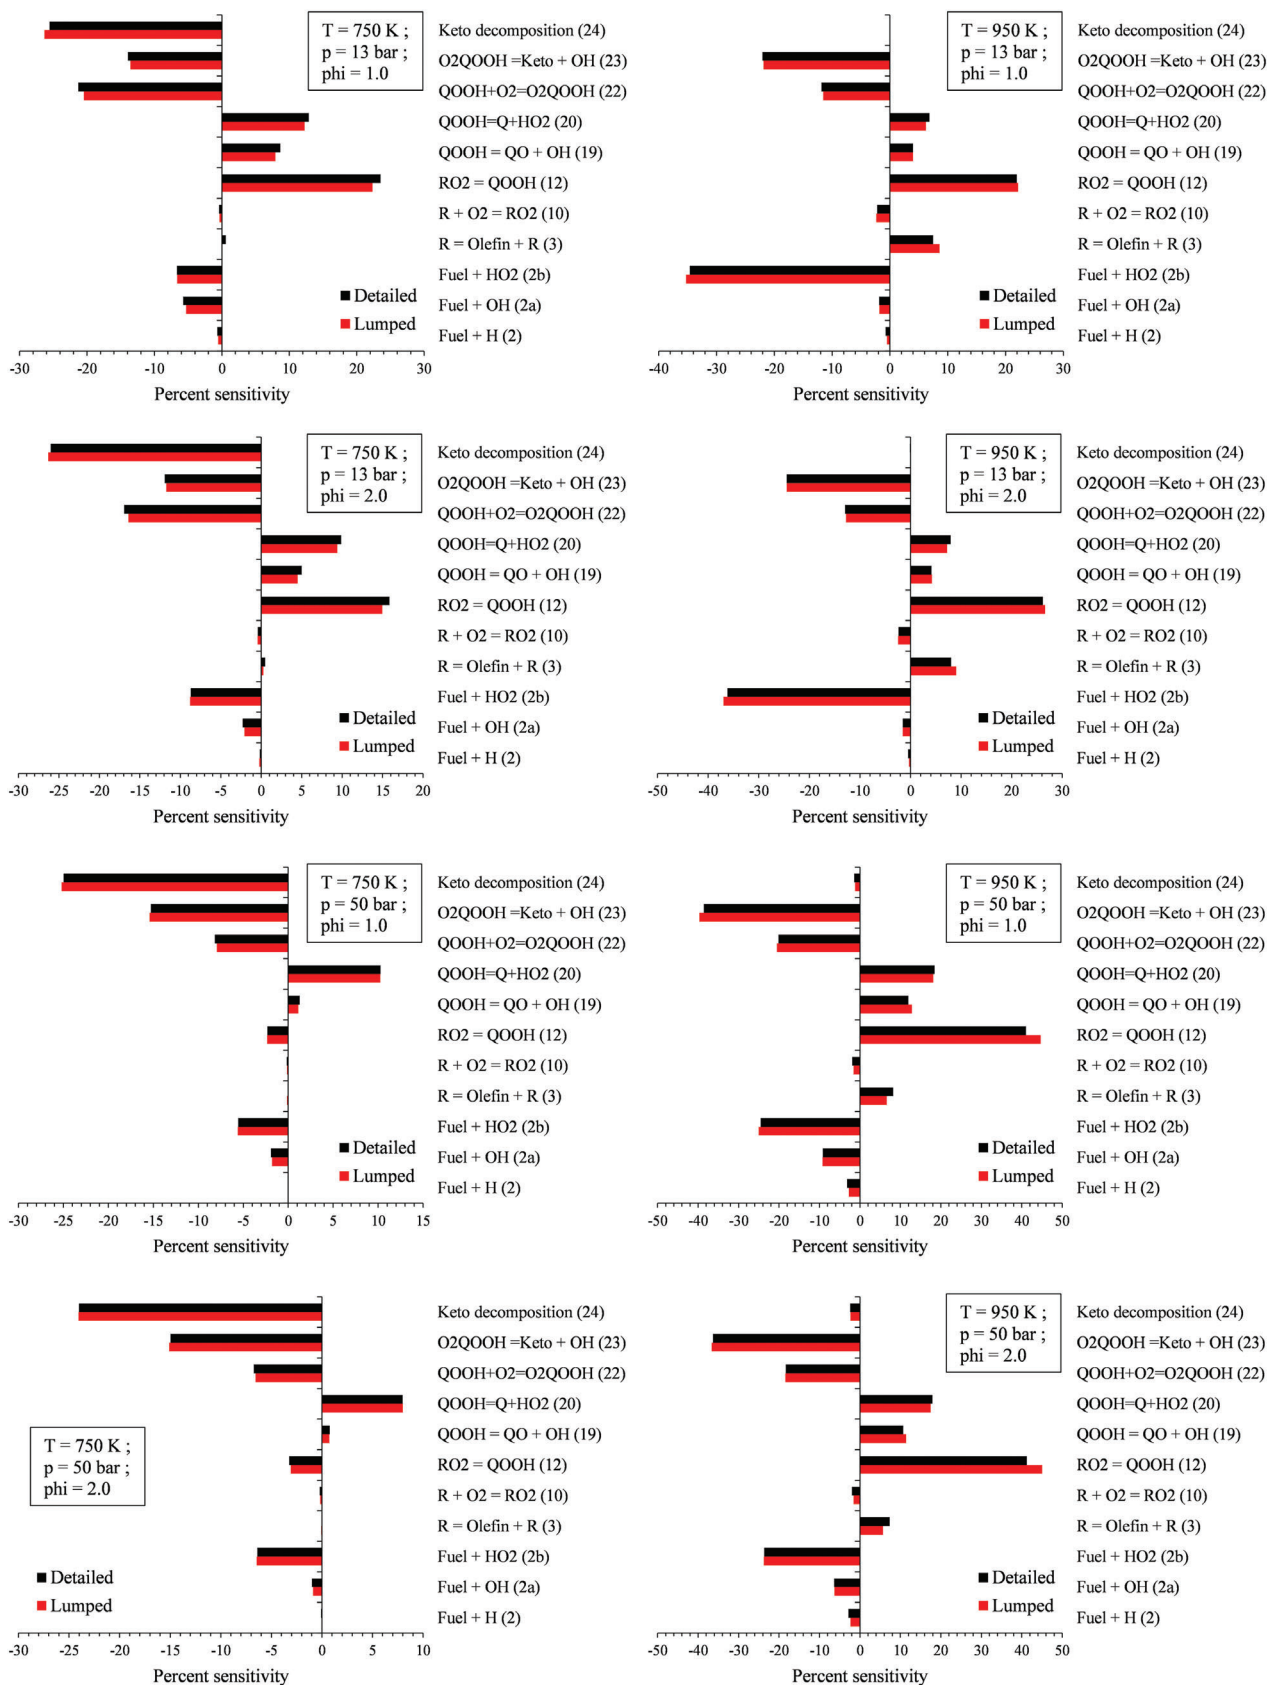 T = 750 K ;
p = 13 bar ;
phi = 1.0
Keto decomposition (24)
O2QOOH =Keto + OH (23)
QOOH+O2=O2QOOH (22)
QOOH=Q+HO2 (20)
QOOH = QO + OH (19)
RO2 = QOOH (12)
R + O2 = RO2 (10)
R = Olefin + R (3)
Fuel + HO2 (2b)
Fuel + OH (2a)
Fuel + H (2)
Detailed
Lumped
-30 -20 -10 0 10 20 30
Percent sensitivity
T = 950 K ;
p = 13 bar ;
phi = 1.0
Keto decomposition (24)
O2QOOH =Keto + OH (23)
QOOH+O2=O2QOOH (22)
QOOH=Q+HO2 (20)
QOOH = QO + OH (19)
RO2 = QOOH (12)
R + O2 = RO2 (10)
R = Olefin + R (3)
Fuel + HO2 (2b)
Fuel + OH (2a)
Fuel + H (2)
Detailed
Lumped
-40 -30 -20 -10 0 10 20 30
Percent sensitivity
T = 750 K ;
p = 13 bar ;
phi = 2.0
Keto decomposition (24)
O2QOOH =Keto + OH (23)
QOOH+O2=O2QOOH (22)
QOOH=Q+HO2 (20)
QOOH = QO + OH (19)
RO2 = QOOH (12)
R + O2 = RO2 (10)
R = Olefin + R (3)
Fuel + HO2 (2b)
Fuel + OH (2a)
Fuel + H (2)
Detailed
Lumped
-30 -25 -20 -15 -10 -5 0 5 10 15 20
Percent sensitivity
T = 950 K ;
p = 13 bar ;
phi = 2.0
Keto decomposition (24)
O2QOOH =Keto + OH (23)
QOOH+O2=O2QOOH (22)
QOOH=Q+HO2 (20)
QOOH = QO + OH (19)
RO2 = QOOH (12)
R + O2 = RO2 (10)
R = Olefin + R (3)
Fuel + HO2 (2b)
Fuel + OH (2a)
Fuel + H (2)
Detailed
Lumped
-50 -40 -30 -20 -10 0 10 20 30
Percent sensitivity
T = 750 K ;
p = 50 bar ;
phi = 1.0
Keto decomposition (24)
O2QOOH =Keto + OH (23)
QOOH+O2=O2QOOH (22)
QOOH=Q+HO2 (20)
QOOH = QO + OH (19)
RO2 = QOOH (12)
R + O2 = RO2 (10)
R = Olefin + R (3)
Fuel + HO2 (2b)
Fuel + OH (2a)
Fuel + H (2)
Detailed
Lumped
-30 -25 -20 -15 -10 -5 0 5 10 15
Percent sensitivity
T = 950 K ;
p = 50 bar ;
phi = 1.0
Keto decomposition (24)
O2QOOH =Keto + OH (23)
QOOH+O2=O2QOOH (22)
QOOH=Q+HO2 (20)
QOOH = QO + OH (19)
RO2 = QOOH (12)
R + O2 = RO2 (10)
R = Olefin + R (3)
Fuel + HO2 (2b)
Fuel + OH (2a)
Fuel + H (2)
Detailed
Lumped
-50 -40 -30 -20 -10 0 10 20 30 40 50
Percent sensitivity
T = 750 K ;
p = 50 bar ;
phi = 2.0
Keto decomposition (24)
O2QOOH =Keto + OH (23)
QOOH+O2=O2QOOH (22)
QOOH=Q+HO2 (20)
QOOH = QO + OH (19)
RO2 = QOOH (12)
R + O2 = RO2 (10)
R = Olefin + R (3)
Fuel + HO2 (2b)
Fuel + OH (2a)
Fuel + H (2)
Detailed
Lumped
-30 -25 -20 -15 -10 -5 0 5 10
Percent sensitivity
T = 950 K ;
p = 50 bar ;
phi = 2.0
Keto decomposition (24)
O2QOOH =Keto + OH (23)
QOOH+O2=O2QOOH (22)
QOOH=Q+HO2 (20)
QOOH = QO + OH (19)
RO2 = QOOH (12)
R + O2 = RO2 (10)
R = Olefin + R (3)
Fuel + HO2 (2b)
Fuel + OH (2a)
Fuel + H (2)
Detailed
Lumped
-50 -40 -30 -20 -10 0 10 20 30 40 50
Percent sensitivity